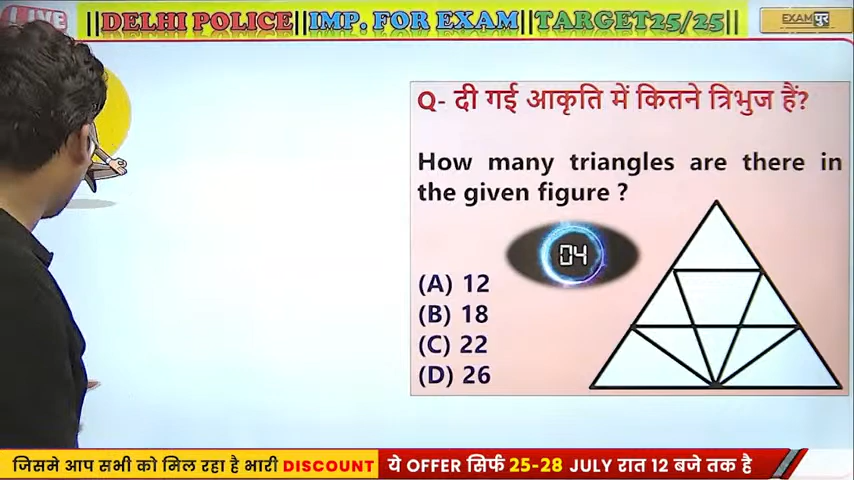 LIVE
||DELHI POLICE||IMP. FOR EXAM||TARGET25/25||
EXAMपुर
Q- दी गई आकृति में कितने त्रिभुज हैं?
How many triangles are there in
the given figure ?
04
(A) 12
(B) 18
(C) 22
(D) 26
जिसमे आप सभी को मिल रहा है भारी DISCOUNT ये OFFER सिर्फ 25-28 JULY रात 12 बजे तक है